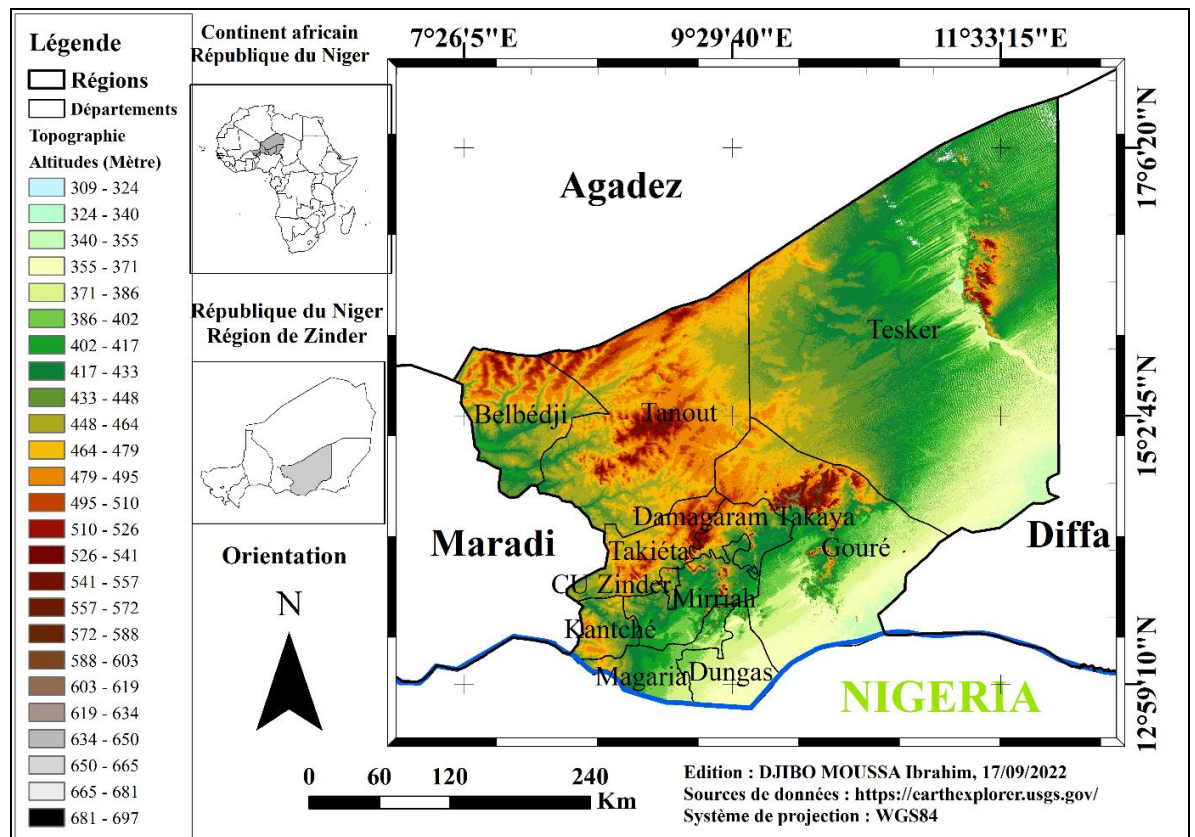 Légende
Régions
Départements
Topographie
Altitudes (Mètre)
309 - 324
324 - 340
340 - 355
355 - 371
371 - 386
386 - 402
402 - 417
417 - 433
433 - 448
448 - 464
464 - 479
479 - 495
495 - 510
510 - 526
526 - 541
541 - 557
557 - 572
572 - 588
588 - 603
603 - 619
619 - 634
634 - 650
650 - 665
665 - 681
681 - 697
Continent africain
République du Niger
République du Niger
Région de Zinder
Orientation
N
7°26'5"E
9°29'40"E
11°33'15"E
17°6'20"N
15°2'45"N
12°59'10"N
Agadez
Tesker
Belbédji
Tanout
Damagaram Takaya
Maradi
Diffa
Takiéta
Gouré
CU Zinder
Mirriah
Kantché
Magaria
Dungas
NIGERIA
0 60 120 240
Km
Edition : DJIBO MOUSSA Ibrahim, 17/09/2022
Sources de données : https://earthexplorer.usgs.gov/
Système de projection : WGS84